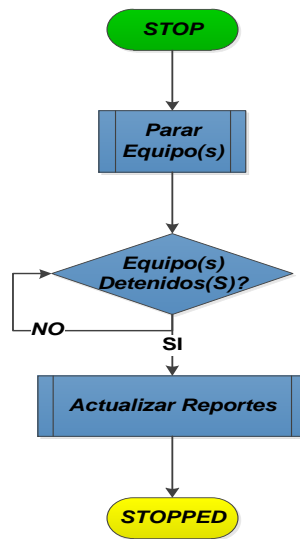 STOP
Parar
Equipo(s)
Equipo(s)
Detenidos(S)?
NO
SI
Actualizar Reportes
STOPPED